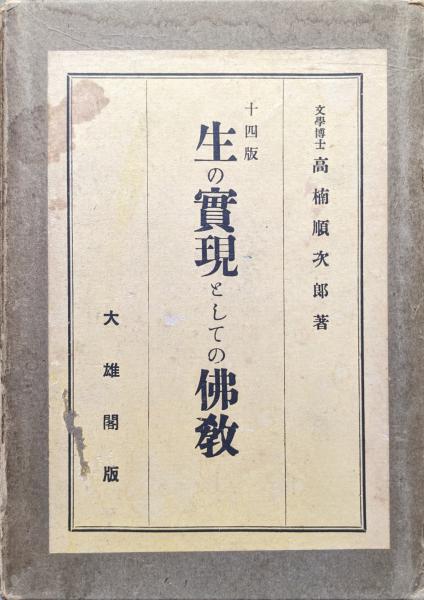 文學博士 高楠順次郎著
十四版
生の實現としての佛教
大雄閣版